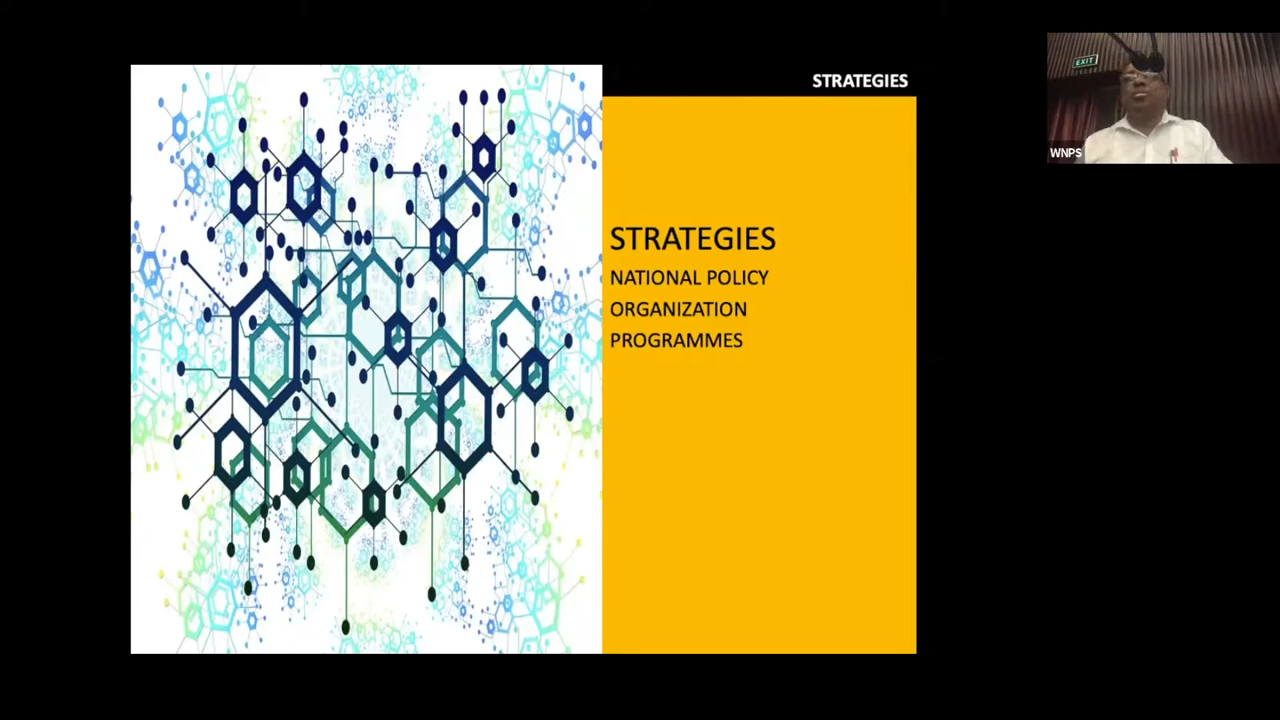 STRATEGIES
EXIT
WNPS
STRATEGIES
NATIONAL POLICY
ORGANIZATION
PROGRAMMES